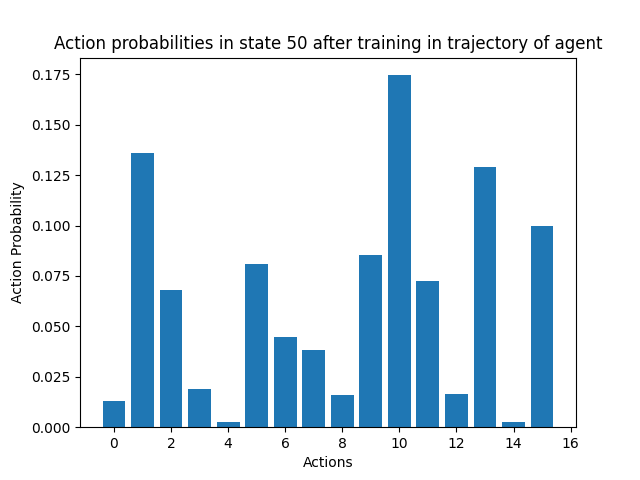 Action probabilities in state 50 after training in trajectory of agent
0.175
0.150
0.125
0.100
0.075
0.050
0.025
0.000
Action Probability
0 2 4 6 8 10 12 14 16
Actions